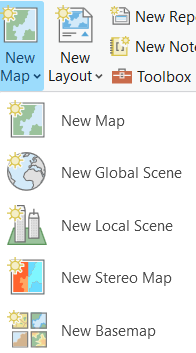 New
Map
New
Layout
New Rep
New Not
Toolbox
New Map
New Global Scene
New Local Scene
New Stereo Map
New Basemap